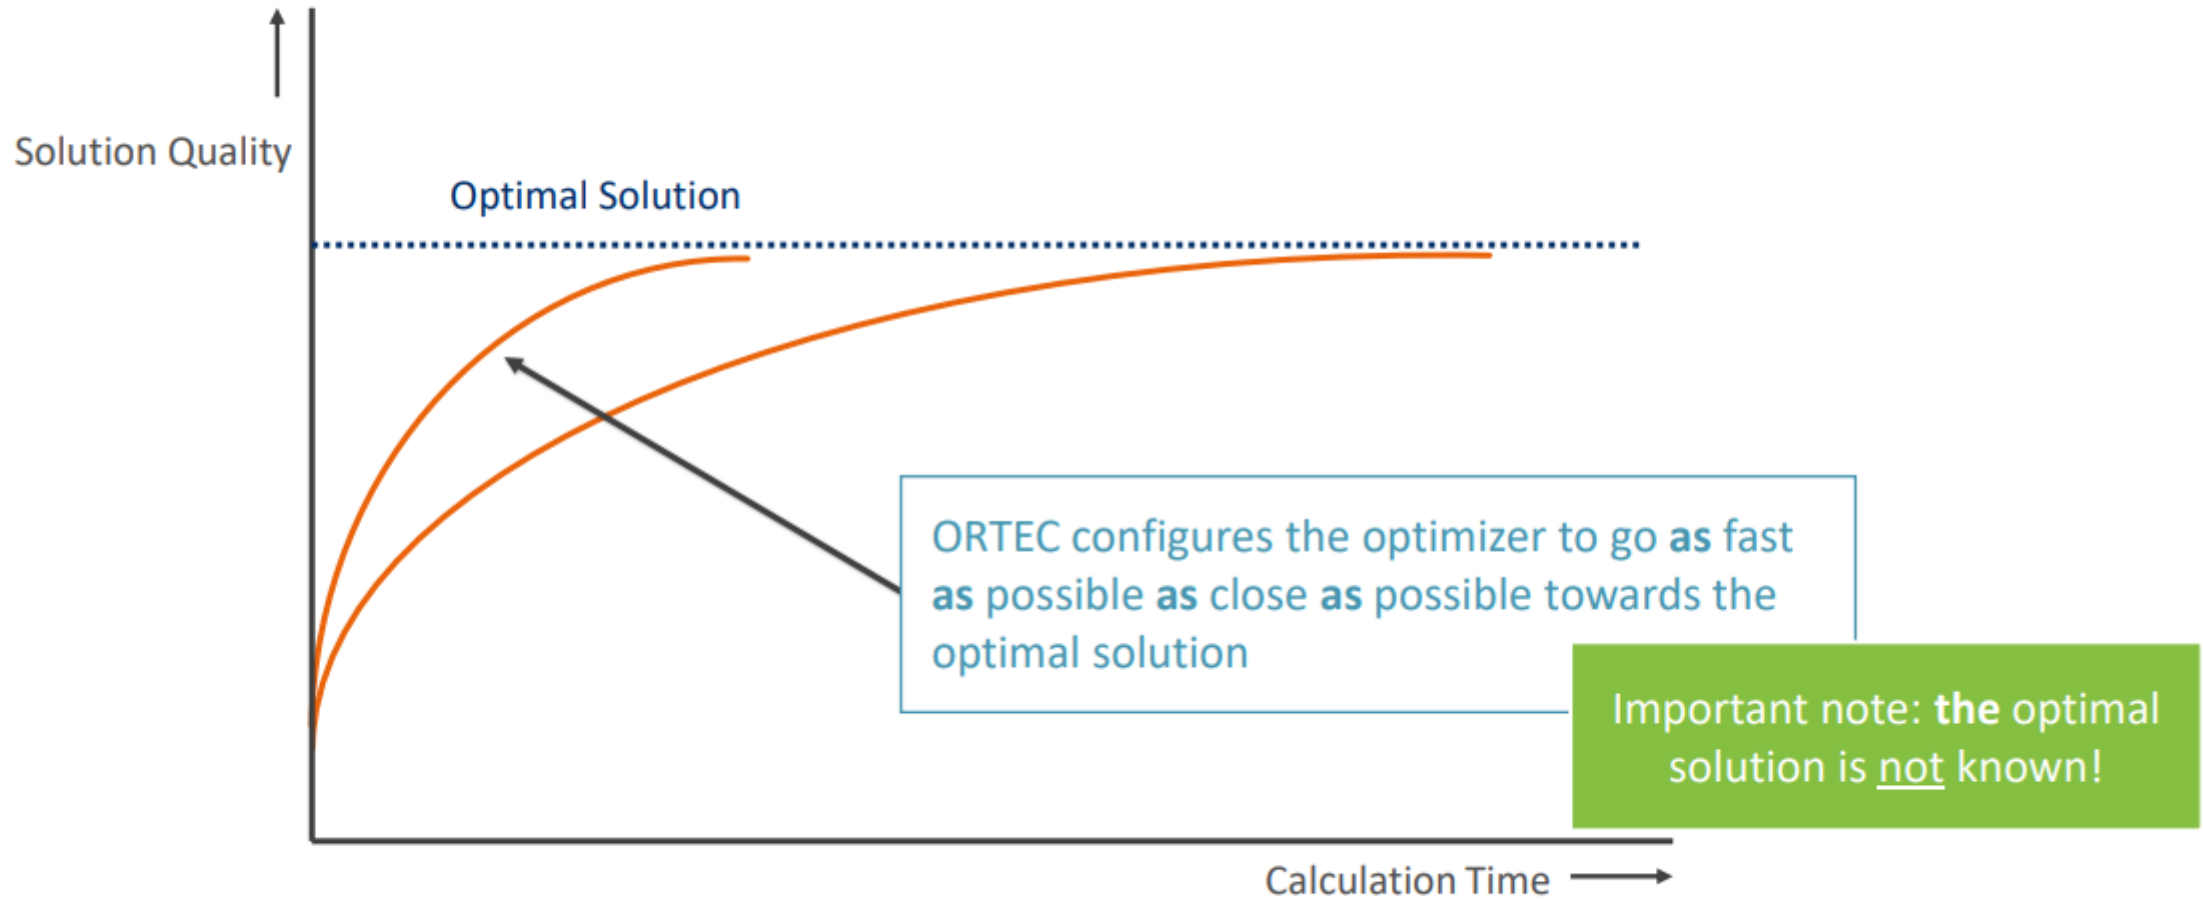 Solution Quality
Optimal Solution
ORTEC configures the optimizer to go as fast
as possible as close as possible towards the
optimal solution
Important note: the optimal
solution is not known!
Calculation Time